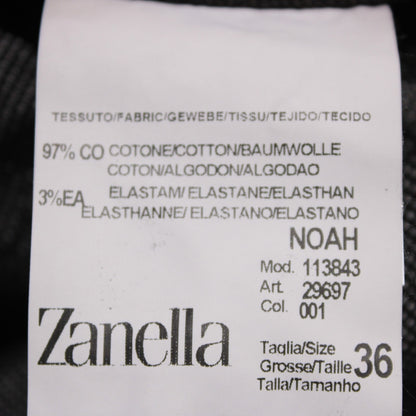 TESSUTO/FABRIC/GEWEBE/TISSU/TEJIDO/TECIDO
97% CO COTONE/COTTON/BAUMWOLLE
COTON/ALGODON/ALGODAO
3%EA ELASTAM/ELASTANE/ELASTHAN
ELASTHANNE/ELASTANO/ELASTANO
NOAH
Mod. 113843
Art. 29697
Col. 001
Zanella
Taglia/Size
Grosse/Taille 36
Talla/Tamanho